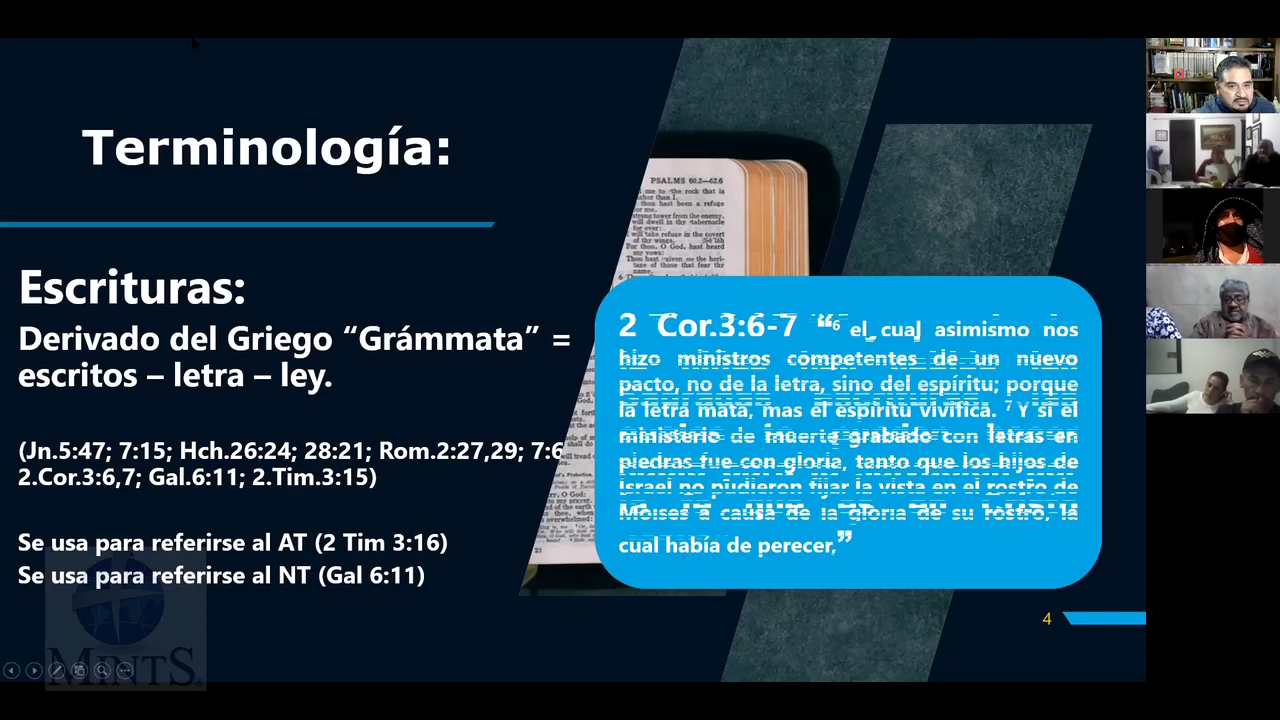 Terminología:
Escrituras:
Derivado del Griego “Grámmata” =
escritos – letra – ley.
(Jn.5:47; 7:15; Hch.26:24; 28:21; Rom.2:27,29; 7:6
2.Cor.3:6,7; Gal.6:11; 2.Tim.3:15)
Se usa para referirse al AT (2 Tim 3:16)
Se usa para referirse al NT (Gal 6:11)
PSALMS 60.2—62.6
2 Cor.3:6-7 “⁶ el cual asimismo nos
hizo ministros competentes de un nuevo
pacto, no de la letra, sino del espíritu; porque
la letra mata, mas el espíritu vivifica. ⁷ Y si el
ministerio de muerte grabado con letras en
piedras fue con gloria, tanto que los hijos de
Israel no pudieron fijar la vista en el rostro de
Moisés a causa de la gloria de su rostro, la
cual había de perecer,”
4
MINTS